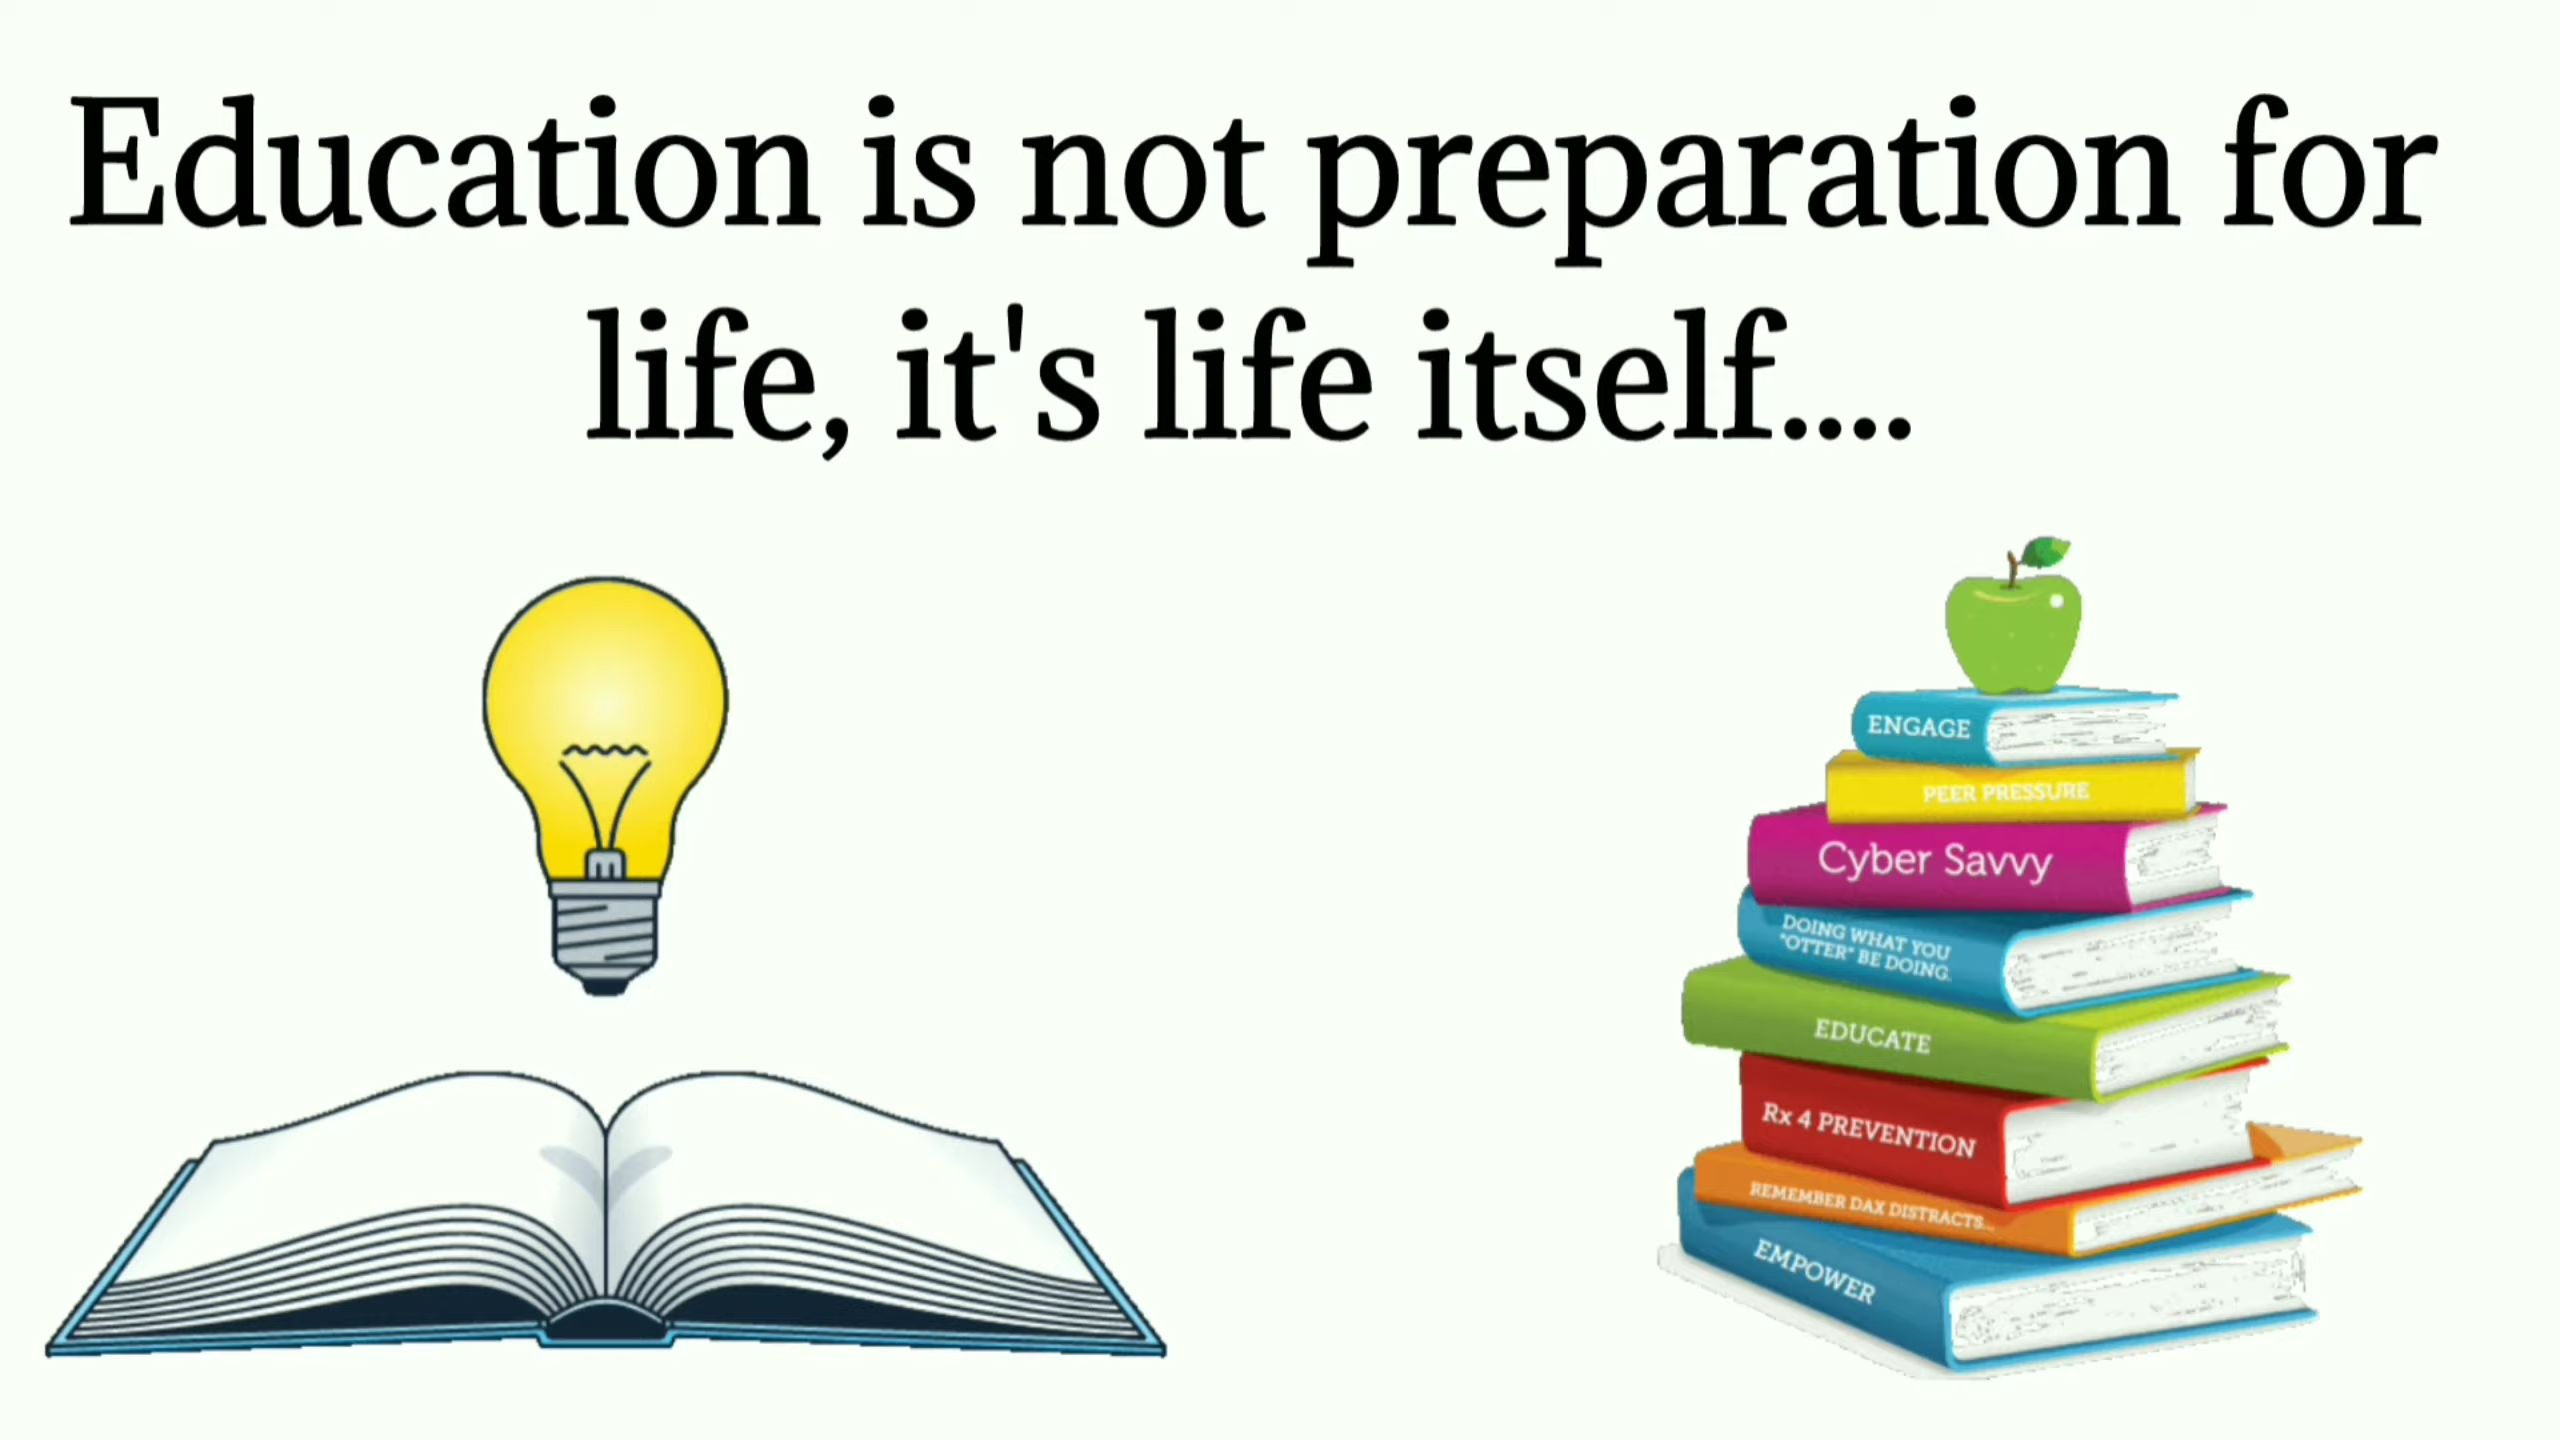 Education is not preparation for
life, it's life itself....
ENGAGE
PEER PRESSURE
Cyber Savvy
DOING WHAT YOU
"OTTER" BE DOING.
EDUCATE
Rx 4 PREVENTION
REMEMBER DAX DISTRACTS...
EMPOWER